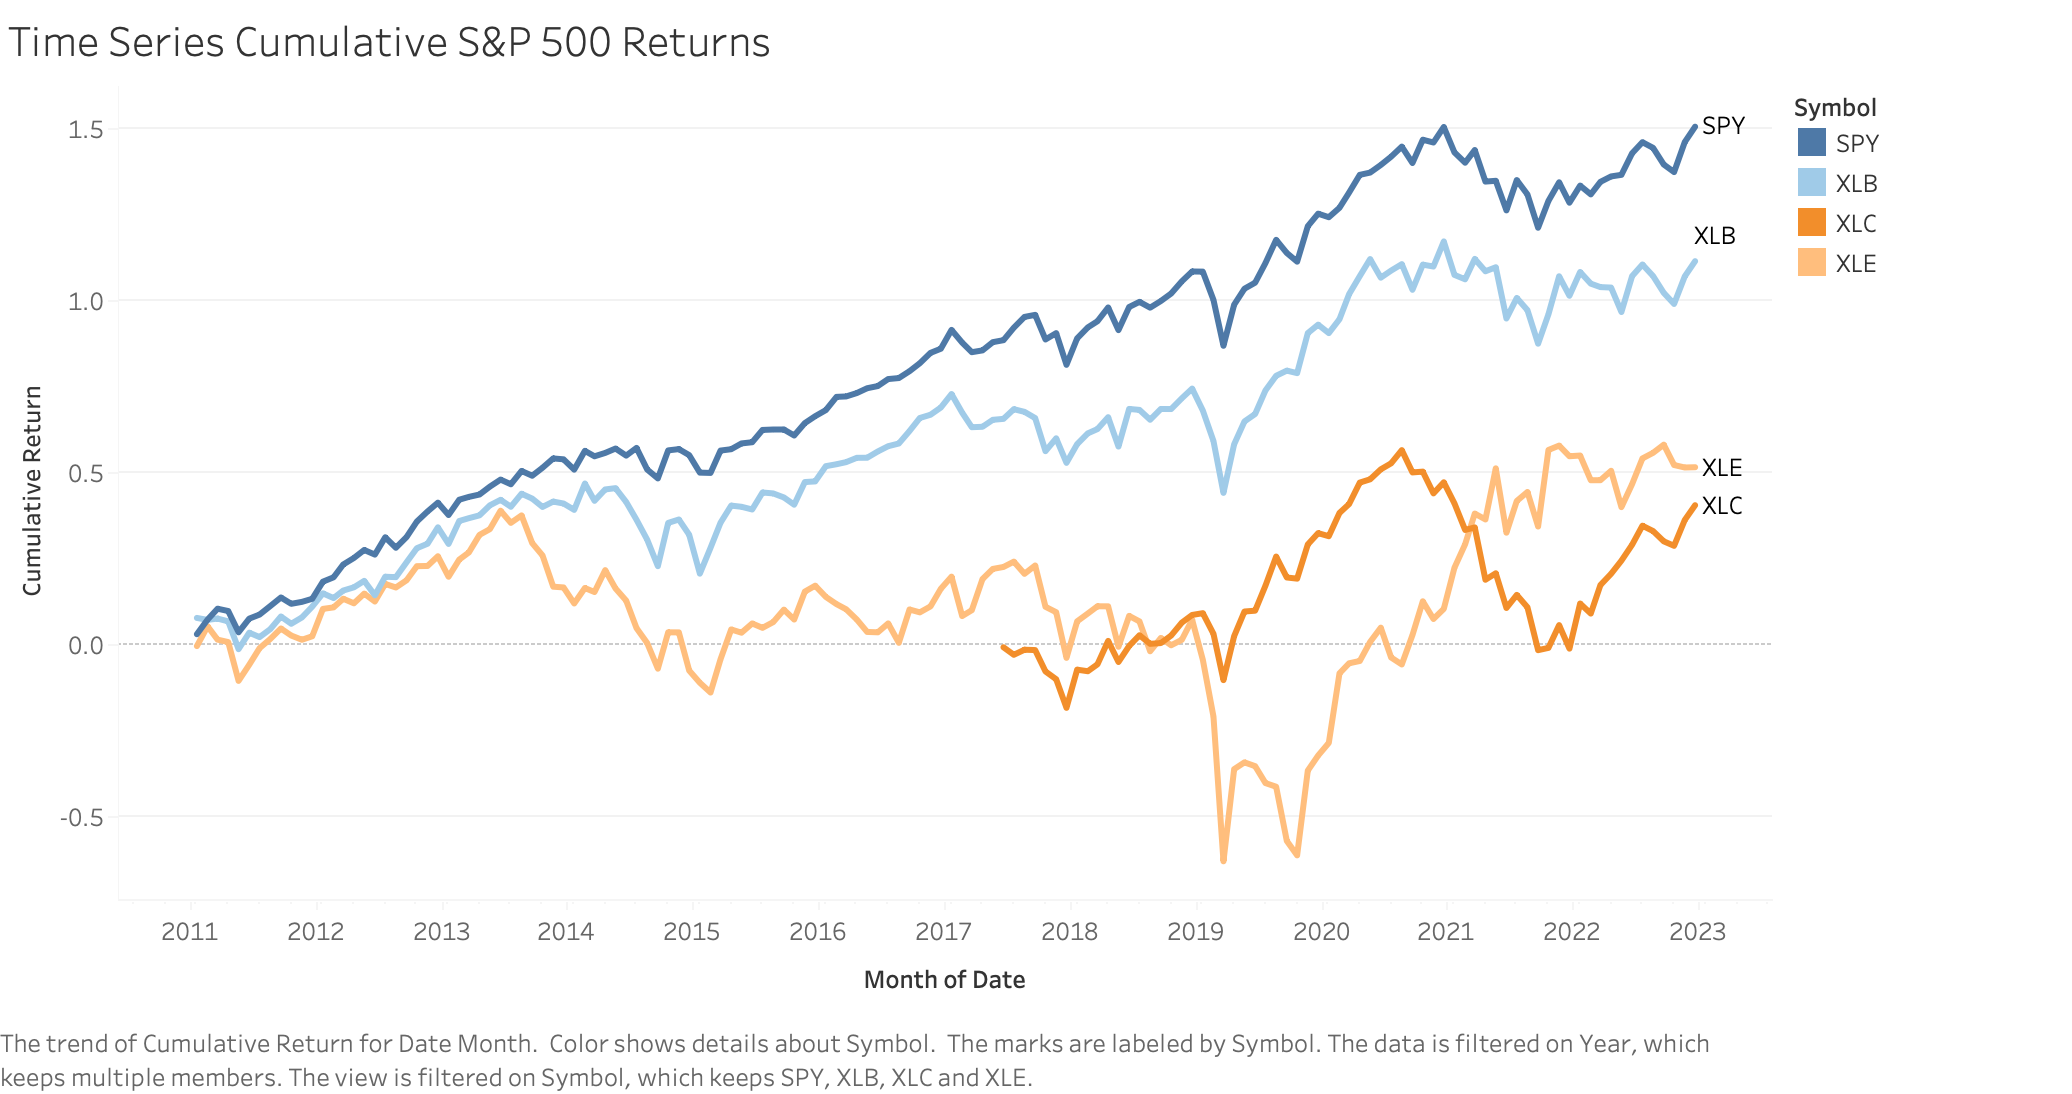 Time Series Cumulative S&P 500 Returns
Symbol
SPY
XLB
XLC
XLE
1.5
1.0
0.5
0.0
-0.5
Cumulative Return
SPY
XLB
XLE
XLC
2011 2012 2013 2014 2015 2016 2017 2018 2019 2020 2021 2022 2023
Month of Date
The trend of Cumulative Return for Date Month.  Color shows details about Symbol.  The marks are labeled by Symbol. The data is filtered on Year, which
keeps multiple members. The view is filtered on Symbol, which keeps SPY, XLB, XLC and XLE.